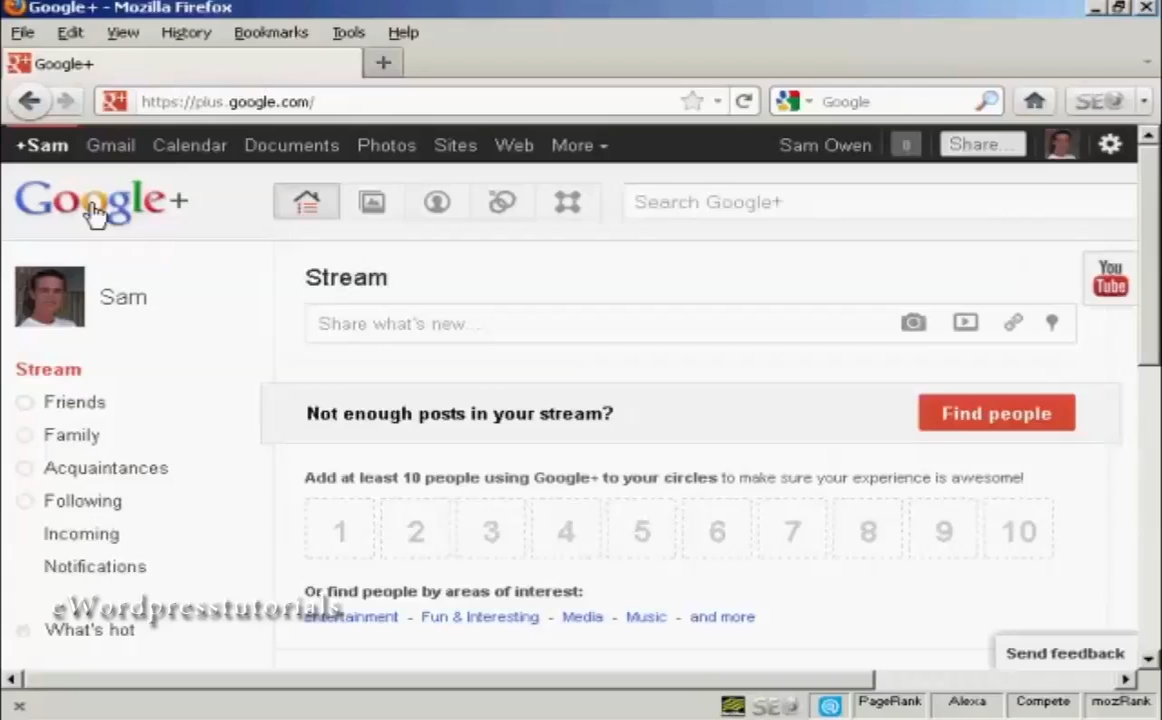 Google+ - Mozilla Firefox
File Edit View History Bookmarks Tools Help
Google+ +
https://plus.google.com/ Google SEO
+Sam Gmail Calendar Documents Photos Sites Web More Sam Owen 0 Share...
Google+ Search Google+
Sam
Stream
Share what's new...
You
Tube
Stream
Friends
Family
Acquaintances
Following
Incoming
Notifications
What's hot
Not enough posts in your stream? Find people
Add at least 10 people using Google+ to your circles to make sure your experience is awesome!
1 2 3 4 5 6 7 8 9 10
Or find people by areas of interest:
Entertainment - Fun & Interesting - Media - Music - and more
eWordpresstutorials
Send feedback
x SEO PageRank Alexa Compete mozRank